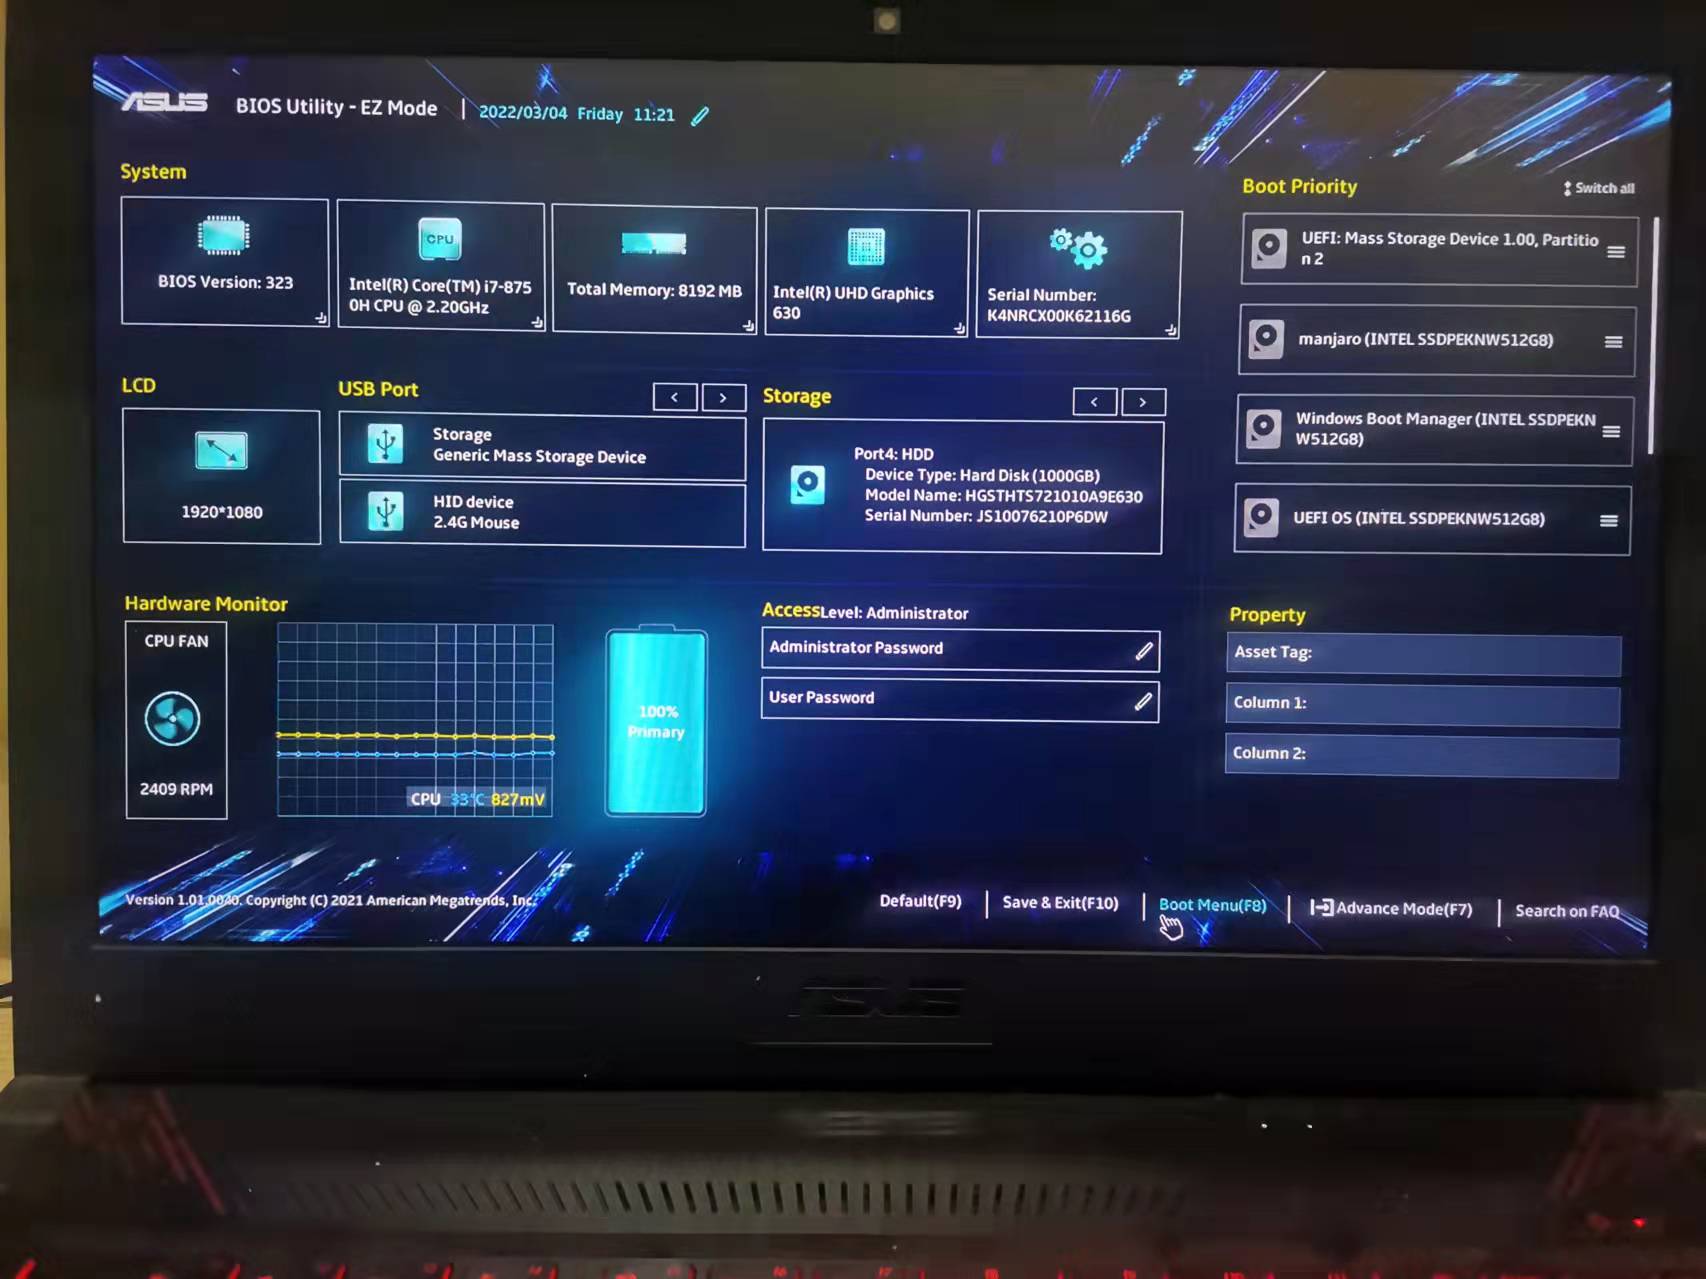 ASUS
BIOS Utility - EZ Mode
2022/03/04 Friday 11:21
System
BIOS Version: 323
CPU
Intel(R) Core(TM) i7-875
0H CPU @ 2.20GHz
Total Memory: 8192 MB
Intel(R) UHD Graphics
630
Serial Number:
K4NRCX00K62116G
Boot Priority
Switch all
UEFI: Mass Storage Device 1.00, Partitio
n 2
manjaro (INTEL SSDPEKNW512G8)
Windows Boot Manager (INTEL SSDPEKN
W512G8)
UEFI OS (INTEL SSDPEKNW512G8)
LCD
1920*1080
USB Port
< >
Storage
Generic Mass Storage Device
HID device
2.4G Mouse
Storage
< >
Port4: HDD
Device Type: Hard Disk (1000GB)
Model Name: HGSTHTS721010A9E630
Serial Number: JS10076210P6DW
Hardware Monitor
CPU FAN
2409 RPM
CPU 33°C 827mV
100%
Primary
Access Level: Administrator
Administrator Password
User Password
Property
Asset Tag:
Column 1:
Column 2:
Version 1.01.0040. Copyright (C) 2021 American Megatrends, Inc.
Default(F9)
Save & Exit(F10)
Boot Menu(F8)
Advance Mode(F7)
Search on FAQ
ASUS